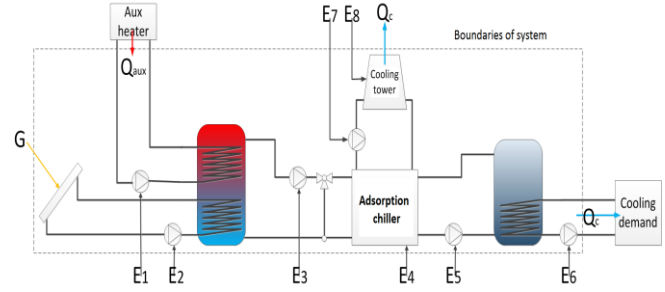 Aux
heater
E7
E8
Qc
Boundaries of system
Qaux
Cooling
tower
G
Adsorption
chiller
Qc
Cooling
demand
E1
E2
E3
E4
E5
E6